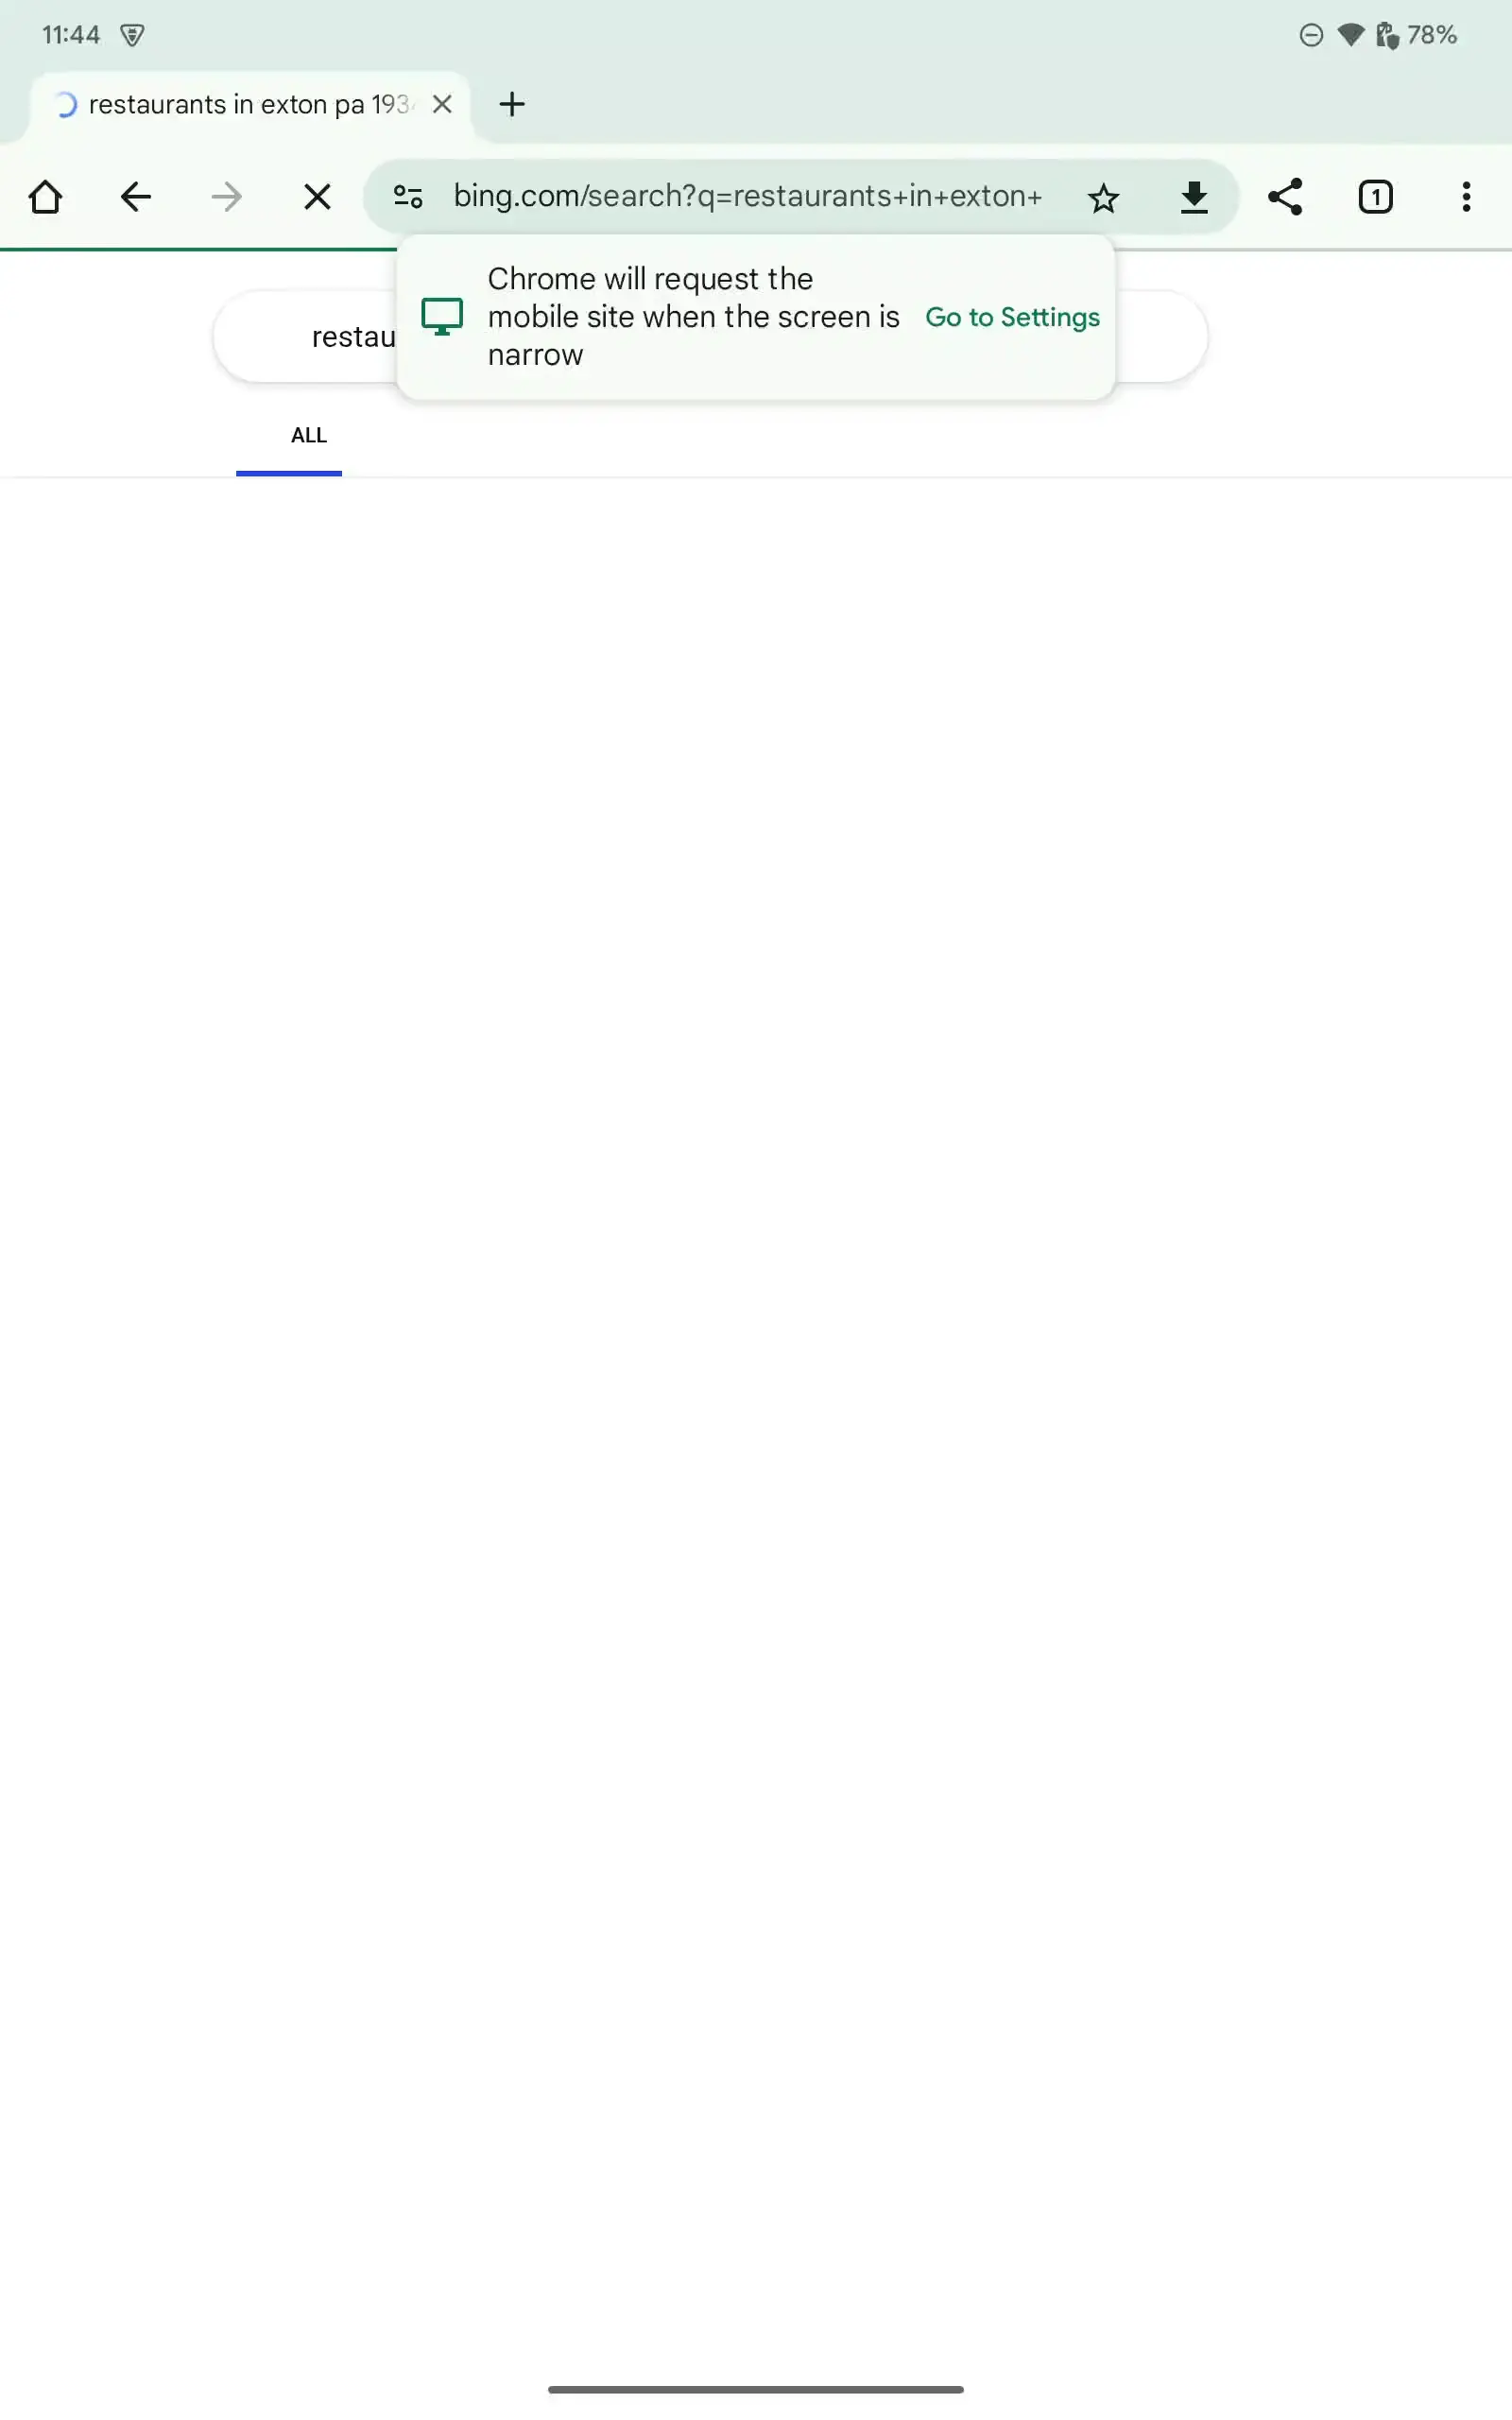 11:44
78%
restaurants in exton pa 193
bing.com/search?q=restaurants+in+exton+
1
Chrome will request the
mobile site when the screen is
narrow
Go to Settings
restau
ALL